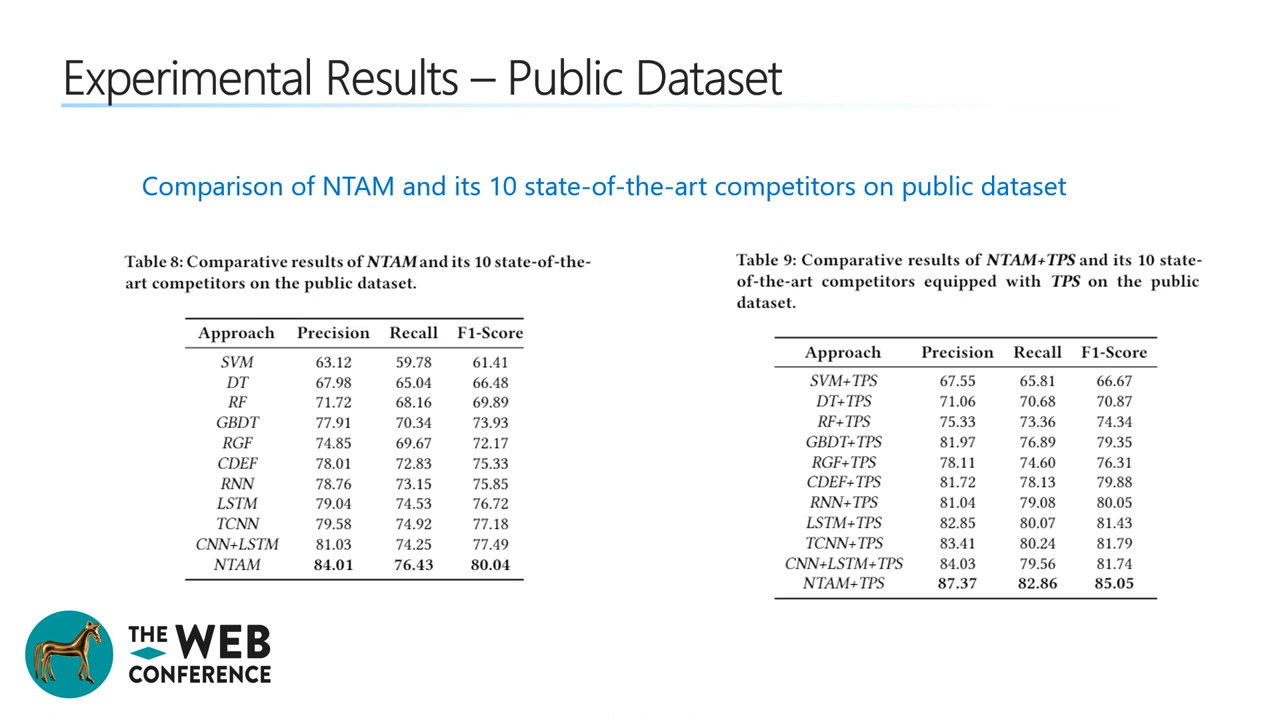 Experimental Results – Public Dataset
Comparison of NTAM and its 10 state-of-the-art competitors on public dataset
Table 8: Comparative results of NTAM and its 10 state-of-the-
art competitors on the public dataset.
Approach Precision Recall F1-Score
SVM 63.12 59.78 61.41
DT 67.98 65.04 66.48
RF 71.72 68.16 69.89
GBDT 77.91 70.34 73.93
RGF 74.85 69.67 72.17
CDEF 78.01 72.83 75.33
RNN 78.76 73.15 75.85
LSTM 79.04 74.53 76.72
TCNN 79.58 74.92 77.18
CNN+LSTM 81.03 74.25 77.49
NTAM 84.01 76.43 80.04
Table 9: Comparative results of NTAM+TPS and its 10 state-
of-the-art competitors equipped with TPS on the public
dataset.
Approach Precision Recall F1-Score
SVM+TPS 67.55 65.81 66.67
DT+TPS 71.06 70.68 70.87
RF+TPS 75.33 73.36 74.34
GBDT+TPS 81.97 76.89 79.35
RGF+TPS 78.11 74.60 76.31
CDEF+TPS 81.72 78.13 79.88
RNN+TPS 81.04 79.08 80.05
LSTM+TPS 82.85 80.07 81.43
TCNN+TPS 83.41 80.24 81.79
CNN+LSTM+TPS 84.03 79.56 81.74
NTAM+TPS 87.37 82.86 85.05
THE WEB
CONFERENCE